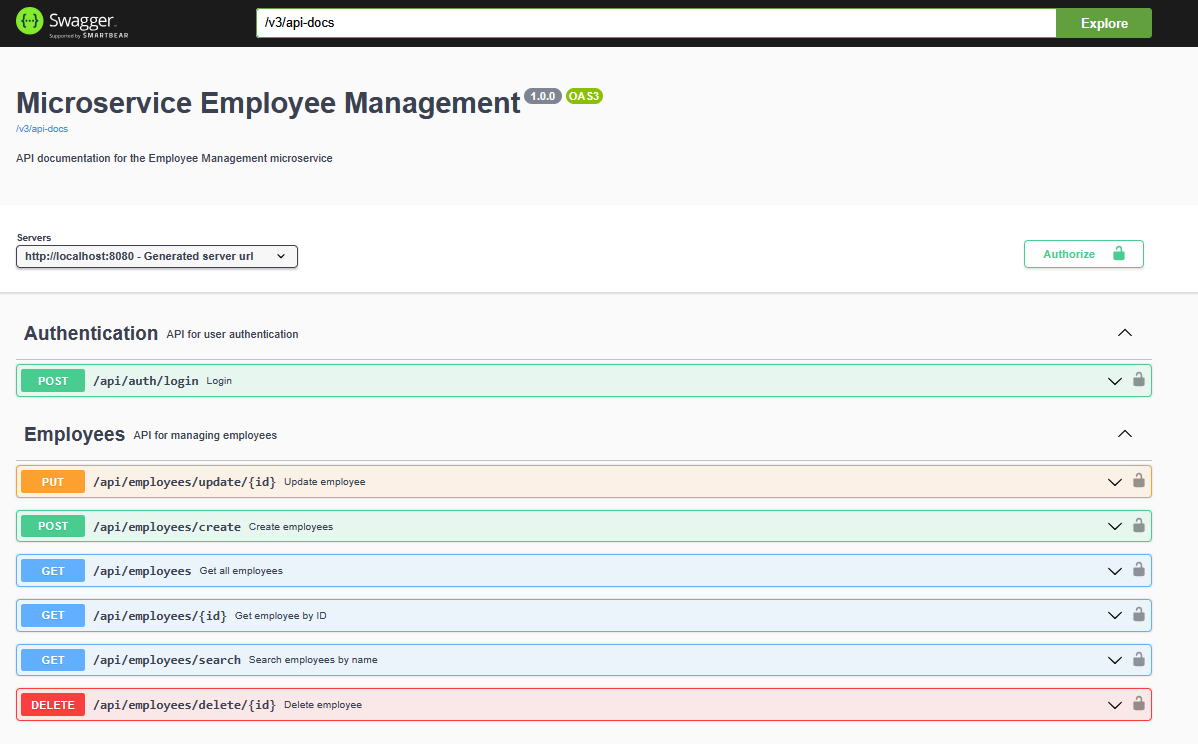 Swagger
Supported by SMARTBEAR
/v3/api-docs
Explore
Microservice Employee Management 1.0.0 OAS3
/v3/api-docs
API documentation for the Employee Management microservice
Servers
http://localhost:8080 - Generated server url
Authorize
Authentication API for user authentication
POST /api/auth/login Login
Employees API for managing employees
PUT /api/employees/update/{id} Update employee
POST /api/employees/create Create employees
GET /api/employees Get all employees
GET /api/employees/{id} Get employee by ID
GET /api/employees/search Search employees by name
DELETE /api/employees/delete/{id} Delete employee